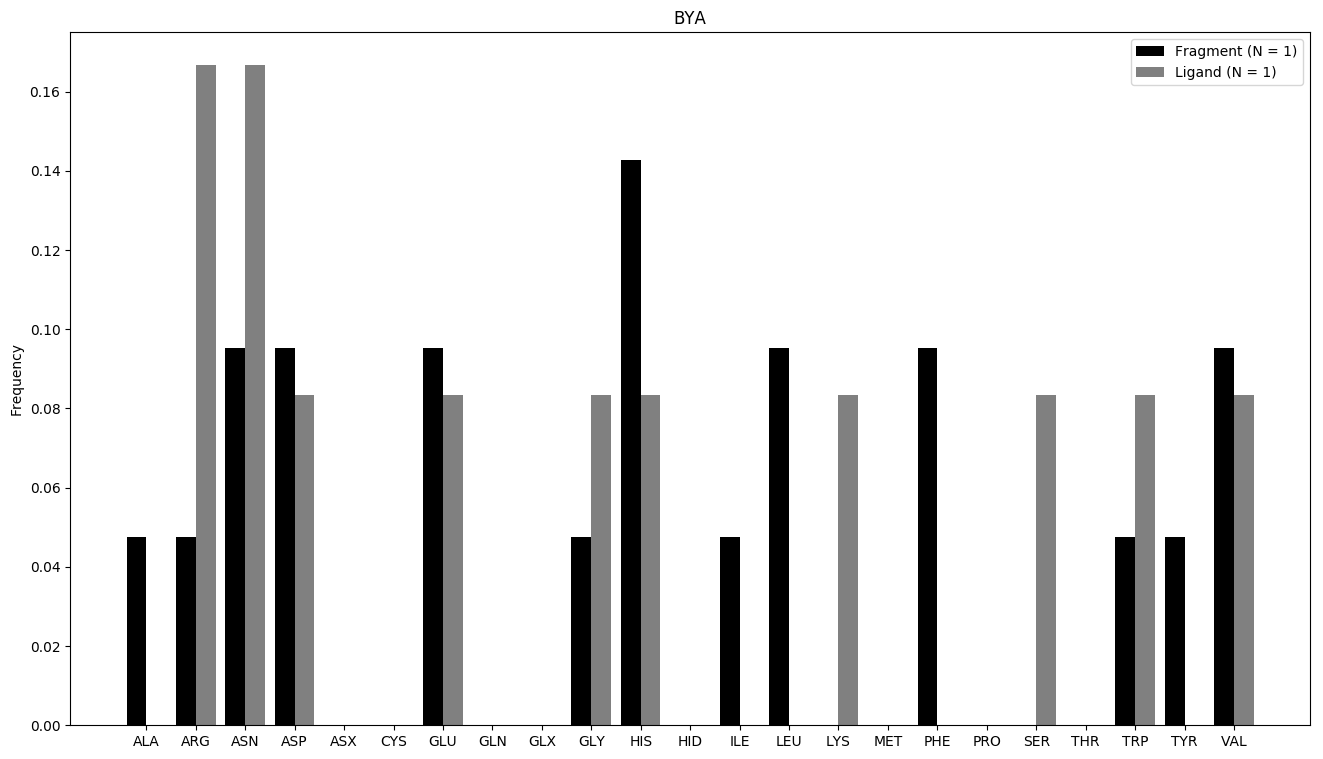 BYA
Fragment (N = 1)
Ligand (N = 1)
Frequency
0.16
0.14
0.12
0.10
0.08
0.06
0.04
0.02
0.00
ALA ARG ASN ASP ASX CYS GLU GLN GLX GLY HIS HID ILE LEU LYS MET PHE PRO SER THR TRP TYR VAL